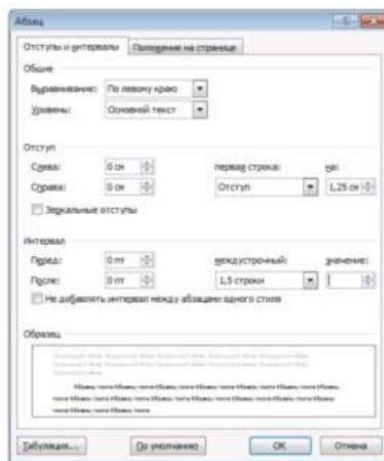 Абзац
Отступы и интервалы Положение на странице
Общие
Выравнивание: По левому краю
Уровень: Основной текст
Отступ
Слева: 0 см первая строка: на:
Справа: 0 см Отступ 1,25 см
Зеркальные отступы
Интервал
Перед: 0 пт междустрочный: значение:
После: 0 пт 1,5 строки
Не добавлять интервал между абзацами одного стиля
Образец
Табуляция... По умолчанию ОК Отмена